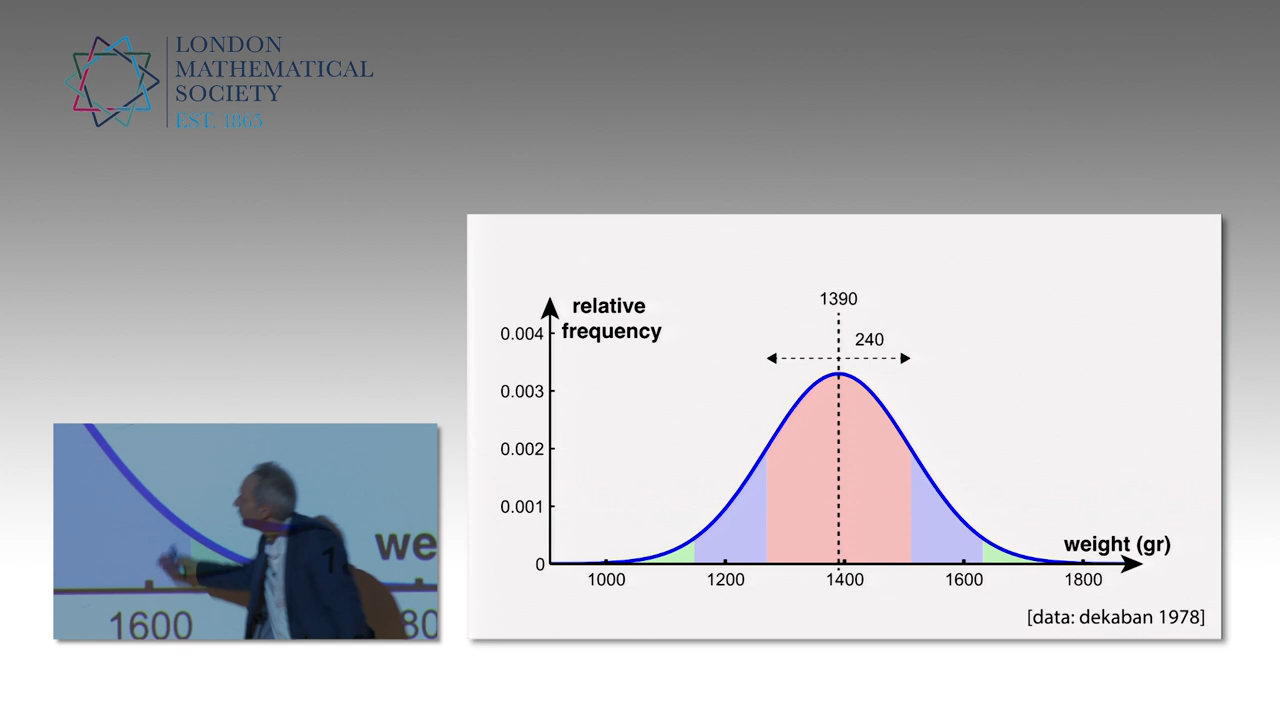 LONDON
MATHEMATICAL
SOCIETY
EST. 1865
1390
relative
frequency
240
0.004
0.003
0.002
0.001
0
weight (gr)
1000
1200
1400
1600
1800
[data: dekaban 1978]
we
1600
80